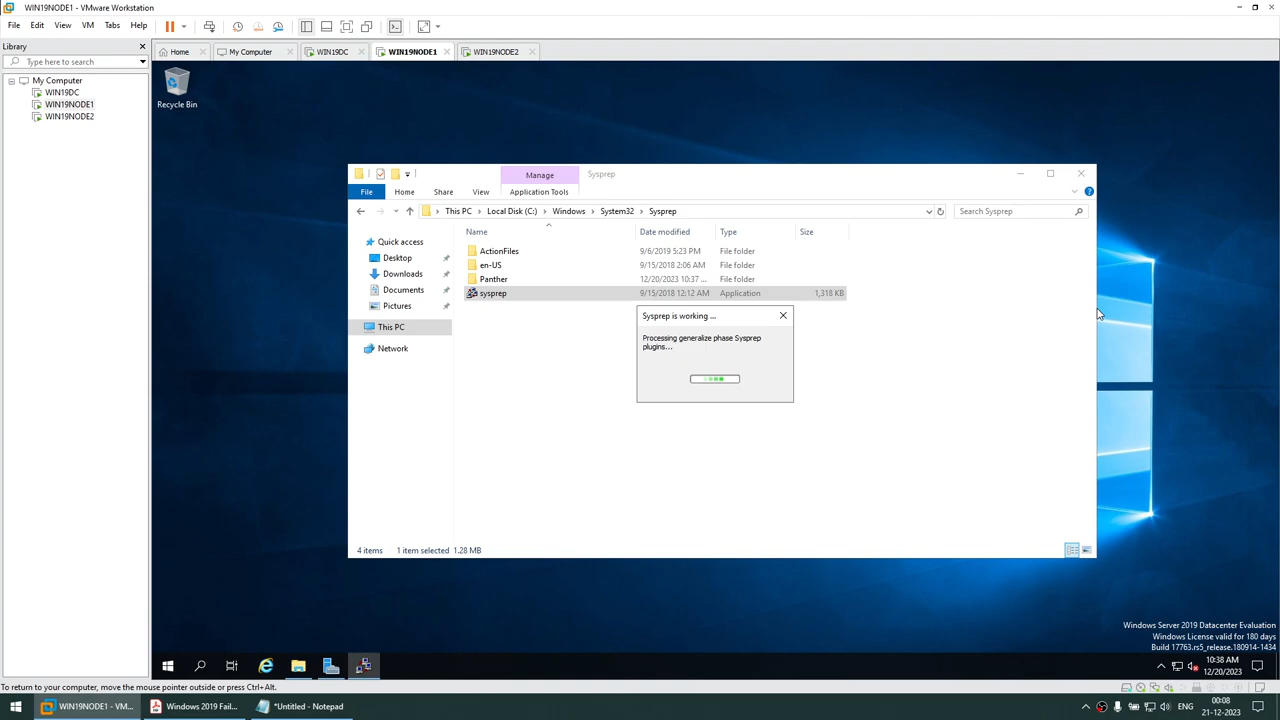 WIN19NODE1 - VMware Workstation
File Edit View VM Tabs Help
Library
Type here to search
My Computer
WIN19DC
WIN19NODE1
WIN19NODE2
Home My Computer WIN19DC WIN19NODE1 WIN19NODE2
Recycle Bin
Manage Sysprep
File Home Share View Application Tools
This PC Local Disk (C:) Windows System32 Sysprep
Search Sysprep
Name Date modified Type Size
Quick access
Desktop
Downloads
Documents
Pictures
This PC
Network
ActionFiles 9/6/2019 5:23 PM File folder
en-US 9/15/2018 2:06 AM File folder
Panther 12/20/2023 10:37 ... File folder
sysprep 9/15/2018 12:12 AM Application 1,318 KB
Sysprep is working ...
Processing generalize phase Sysprep
plugins...
4 items 1 item selected 1.28 MB
Windows Server 2019 Datacenter Evaluation
Windows License valid for 180 days
Build 17763.rs5_release.180914-1434
10:38 AM
12/20/2023
To return to your computer, move the mouse pointer outside or press Ctrl+Alt.
WIN19NODE1 - VM... Windows 2019 Fail... *Untitled - Notepad
ENG
00:08
21-12-2023